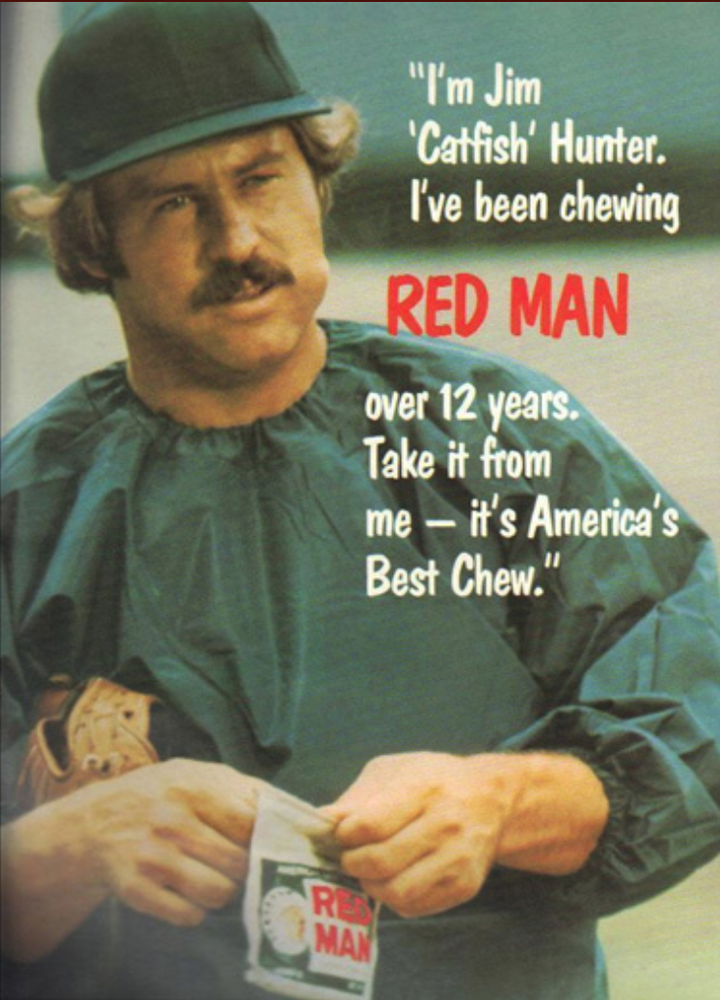 "I'm Jim
'Catfish' Hunter.
I've been chewing
RED MAN
over 12 years.
Take it from
me — it's America's
Best Chew."
RED
MAN